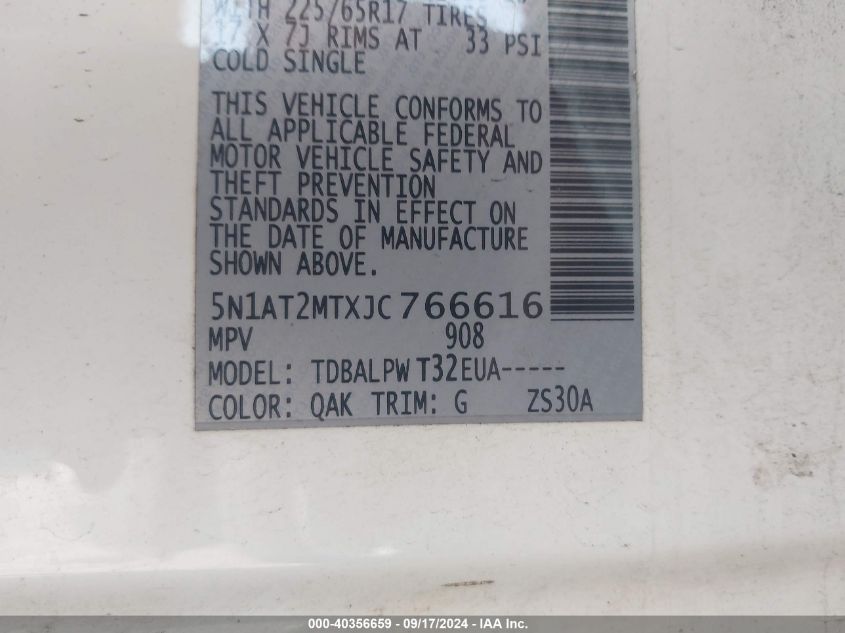 WITH 225/65R17 TIRES
17 X 7J RIMS AT 33 PSI
COLD SINGLE
THIS VEHICLE CONFORMS TO
ALL APPLICABLE FEDERAL
MOTOR VEHICLE SAFETY AND
THEFT PREVENTION
STANDARDS IN EFFECT ON
THE DATE OF MANUFACTURE
SHOWN ABOVE.
5N1AT2MTXJC766616
MPV 908
MODEL: TDBALPW T32EUA-----
COLOR: QAK TRIM: G ZS30A
000-40356659 - 09/17/2024 - IAA Inc.